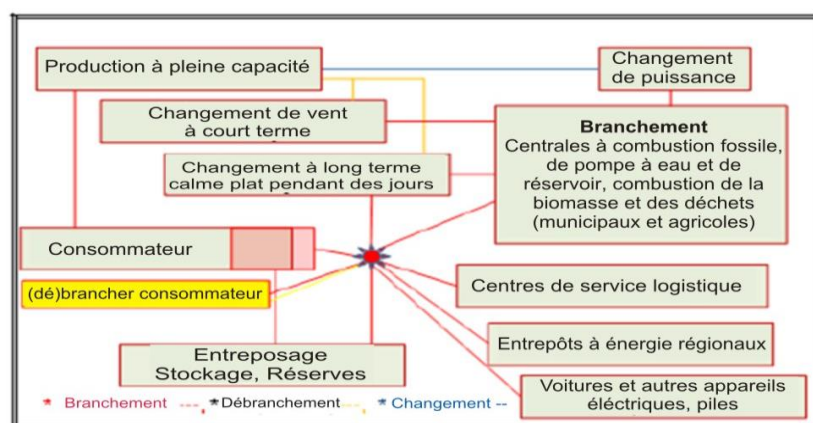 Production à pleine capacité
Changement
de puissance
Changement de vent
à court terme
Branchement
Centrales à combustion fossile,
de pompe à eau et de
réservoir, combustion de la
biomasse et des déchets
(municipaux et agricoles)
Changement à long terme
calme plat pendant des jours
Consommateur
(dé)brancher consommateur
Centres de service logistique
Entrepôts à énergie régionaux
Entreposage
Stockage, Réserves
Voitures et autres appareils
éléctriques, piles
* Branchement ---, *Débranchement ---, * Changement --